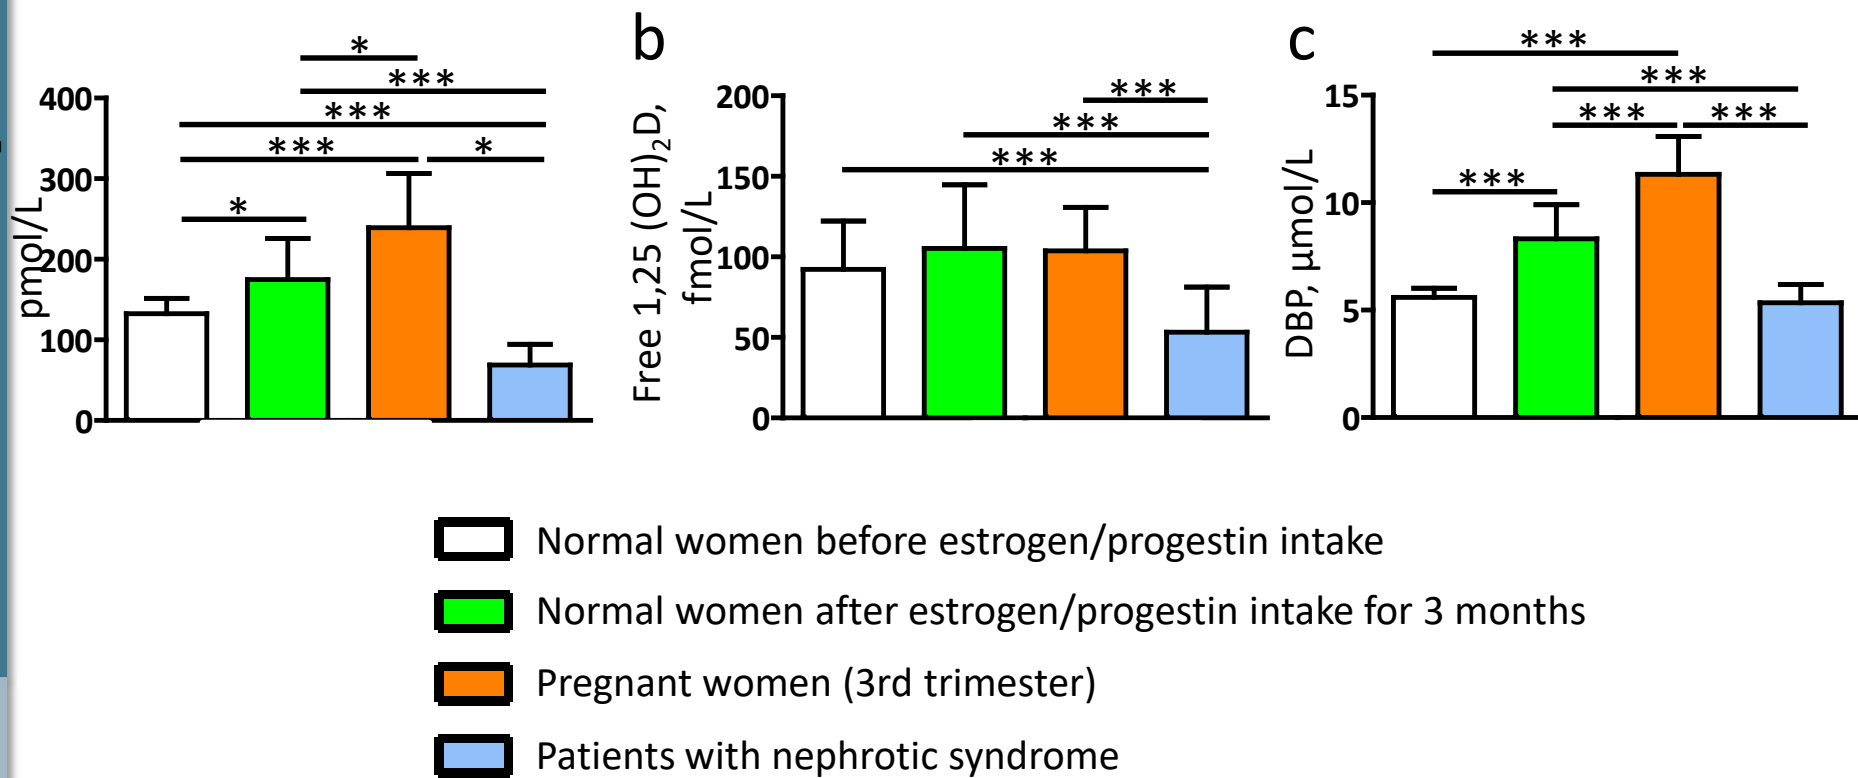 b
c
*
***
***
***
*
*
400
300
200
100
0
pmol/L
***
***
***
200
150
100
50
0
Free 1,25 (OH)₂D,
fmol/L
***
***
***
***
***
15
10
5
0
DBP, µmol/L
Normal women before estrogen/progestin intake
Normal women after estrogen/progestin intake for 3 months
Pregnant women (3rd trimester)
Patients with nephrotic syndrome